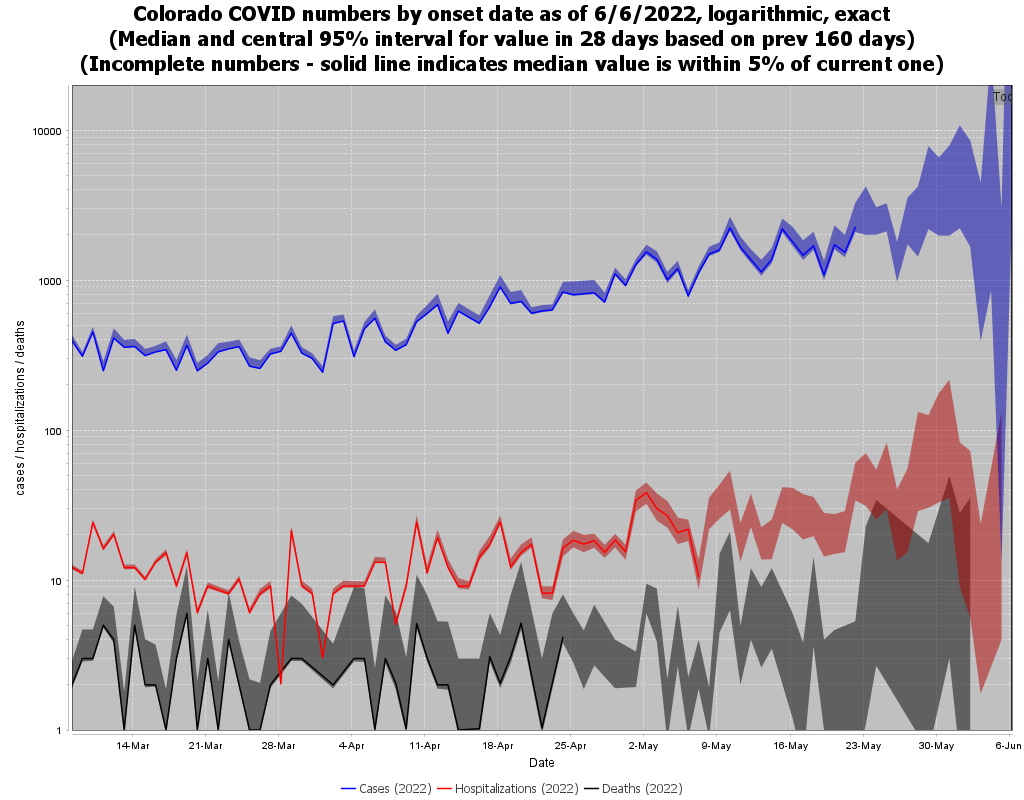 Colorado COVID numbers by onset date as of 6/6/2022, logarithmic, exact
(Median and central 95% interval for value in 28 days based on prev 160 days)
(Incomplete numbers - solid line indicates median value is within 5% of current one)
10000
1000
100
10
1
cases / hospitalizations / deaths
14-Mar 21-Mar 28-Mar 4-Apr 11-Apr 18-Apr 25-Apr 2-May 9-May 16-May 23-May 30-May 6-Jun
Date
Cases (2022) Hospitalizations (2022) Deaths (2022)